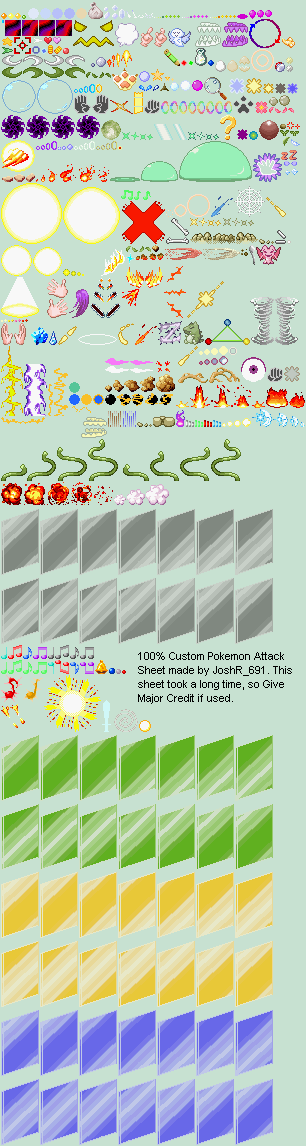 100% Custom Pokemon Attack
Sheet made by JoshR_691. This
sheet took a long time, so Give
Major Credit if used.